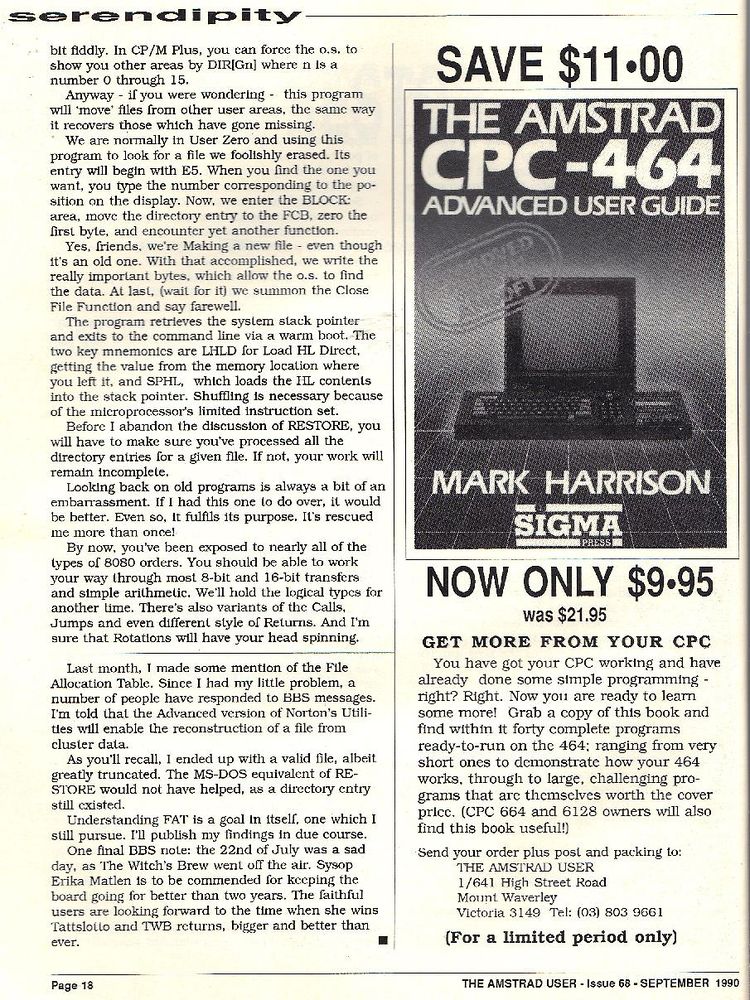 serendipity
bit fiddly. In CP/M Plus, you can force the o.s. to
show you other areas by DIR[Gn] where n is a
number 0 through 15.
Anyway - if you were wondering - this program
will 'move' files from other user areas, the same way
it recovers those which have gone missing.
We are normally in User Zero and using this
program to look for a file we foolishly erased. Its
entry will begin with E5. When you find the one you
want, you type the number corresponding to the po-
sition on the display. Now, we enter the BLOCK:
area, move the directory entry to the FCB, zero the
first byte, and encounter yet another function.
Yes, friends, we're Making a new file - even though
it's an old one. With that accomplished, we write the
really important bytes, which allow the o.s. to find
the data. At last, (wait for it) we summon the Close
File Function and say farewell.
The program retrieves the system stack pointer
and exits to the command line via a warm boot. The
two key mnemonics are LHLD for Load HL Direct,
getting the value from the memory location where
you left it, and SPHL, which loads the HL contents
into the stack pointer. Shuffling is necessary because
of the microprocessor's limited instruction set.
Before I abandon the discussion of RESTORE, you
will have to make sure you've processed all the
directory entries for a given file. If not, your work will
remain incomplete.
Looking back on old programs is always a bit of an
embarrassment. If I had this one to do over, it would
be better. Even so, it fulfils its purpose. It's rescued
me more than once!
By now, you've been exposed to nearly all of the
types of 8080 orders. You should be able to work
your way through most 8-bit and 16-bit transfers
and simple arithmetic. We'll hold the logical types for
another time. There's also variants of the Calls,
Jumps and even different style of Returns. And I'm
sure that Rotations will have your head spinning.
Last month, I made some mention of the File
Allocation Table. Since I had my little problem, a
number of people have responded to BBS messages.
I'm told that the Advanced version of Norton's Utili-
ties will enable the reconstruction of a file from
cluster data.
As you'll recall, I ended up with a valid file, albeit
greatly truncated. The MS-DOS equivalent of RE-
STORE would not have helped, as a directory entry
still existed.
Understanding FAT is a goal in itself, one which I
still pursue. I'll publish my findings in due course.
One final BBS note: the 22nd of July was a sad
day, as The Witch's Brew went off the air. Sysop
Erika Matlen is to be commended for keeping the
board going for better than two years. The faithful
users are looking forward to the time when she wins
Tattslotto and TWB returns, bigger and better than
ever.
SAVE $11·00
THE AMSTRAD
CPC-464
ADVANCED USER GUIDE
MARK HARRISON
SIGMA
PRESS
NOW ONLY $9·95
was $21.95
GET MORE FROM YOUR CPC
You have got your CPC working and have
already done some simple programming -
right? Right. Now you are ready to learn
some more! Grab a copy of this book and
find within it forty complete programs
ready-to-run on the 464; ranging from very
short ones to demonstrate how your 464
works, through to large, challenging pro-
grams that are themselves worth the cover
price. (CPC 664 and 6128 owners will also
find this book useful!)
Send your order plus post and packing to:
THE AMSTRAD USER
1/641 High Street Road
Mount Waverley
Victoria 3149 Tel: (03) 803 9661
(For a limited period only)
Page 18
THE AMSTRAD USER - Issue 68 - SEPTEMBER 1990